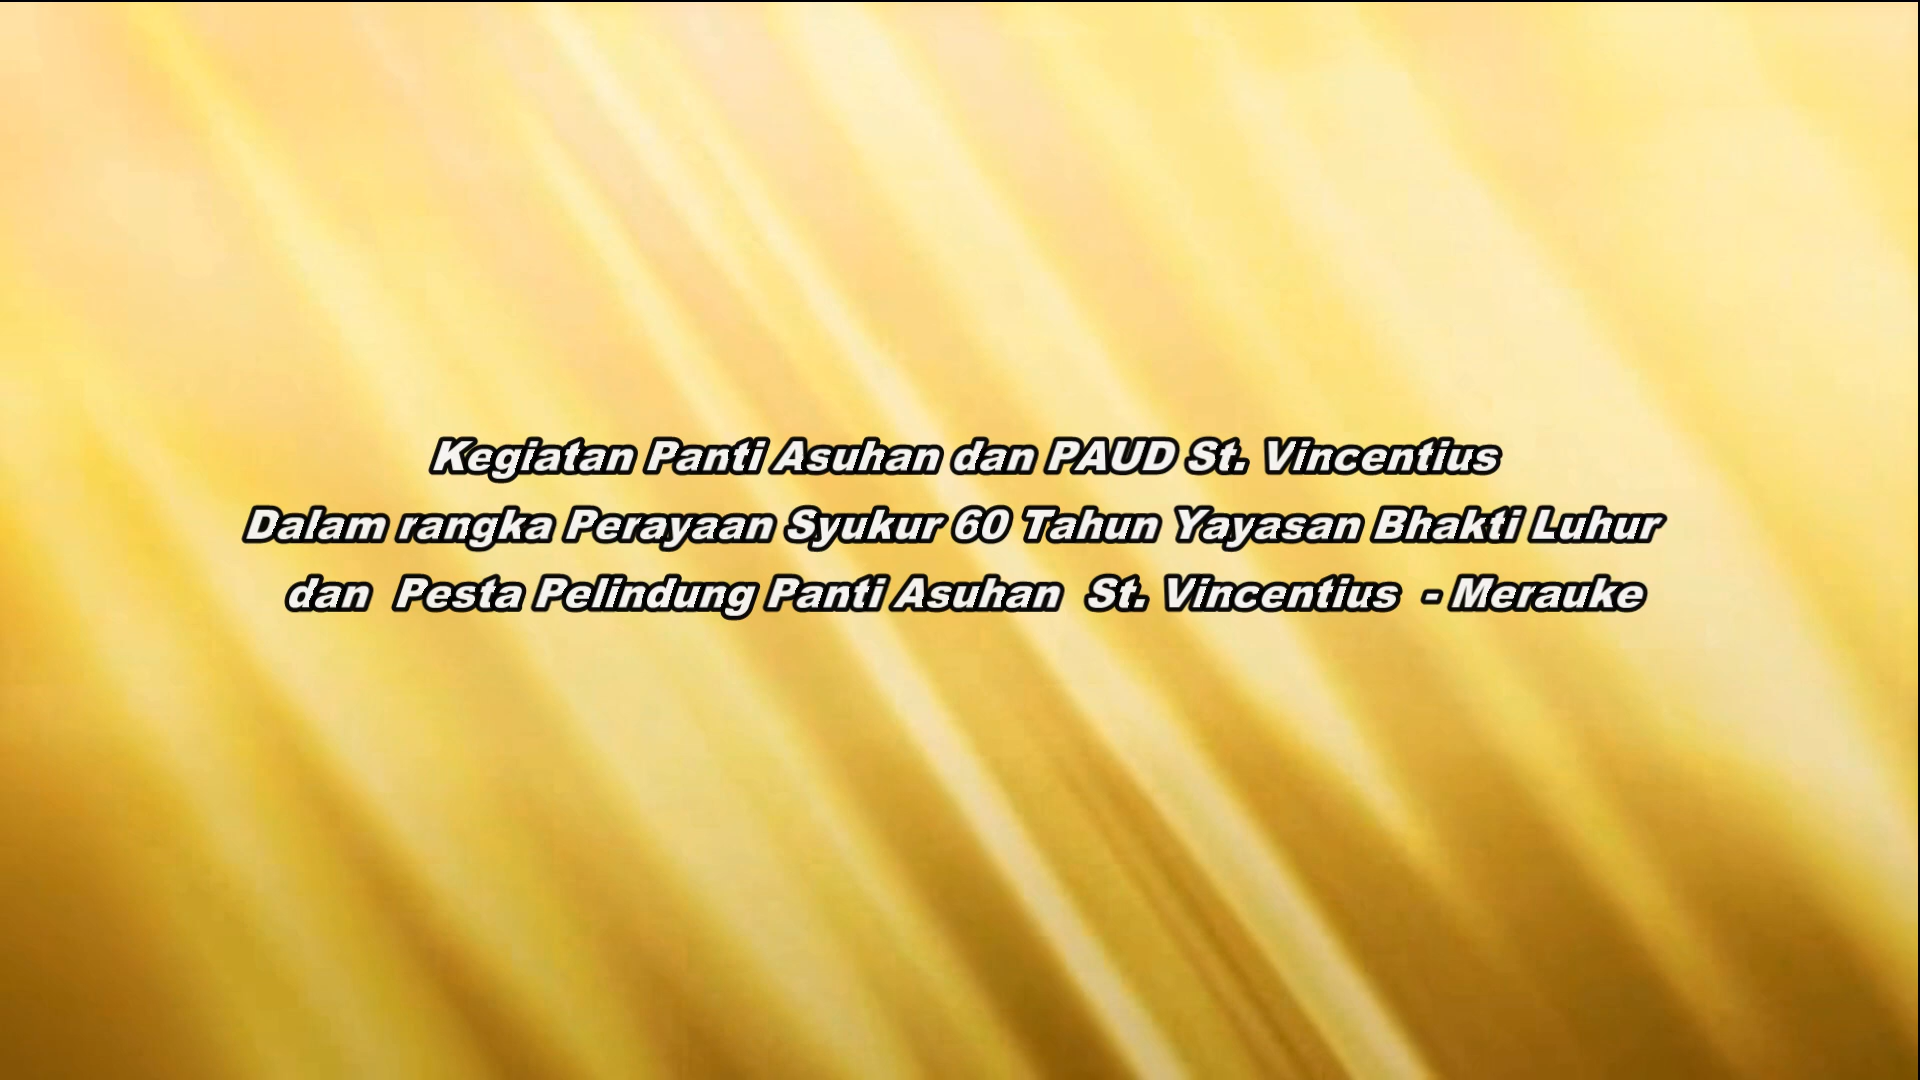 Kegiatan Panti Asuhan dan PAUD St. Vincentius
Dalam rangka Perayaan Syukur 60 Tahun Yayasan Bhakti Luhur
dan Pesta Pelindung Panti Asuhan St. Vincentius - Merauke